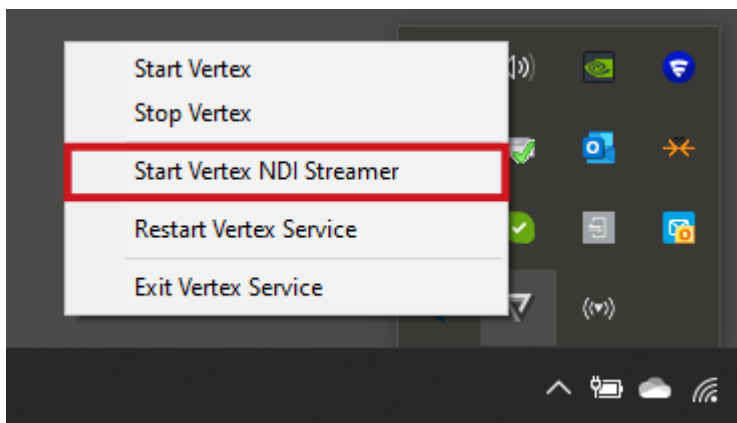 Start Vertex
Stop Vertex
Start Vertex NDI Streamer
Restart Vertex Service
Exit Vertex Service